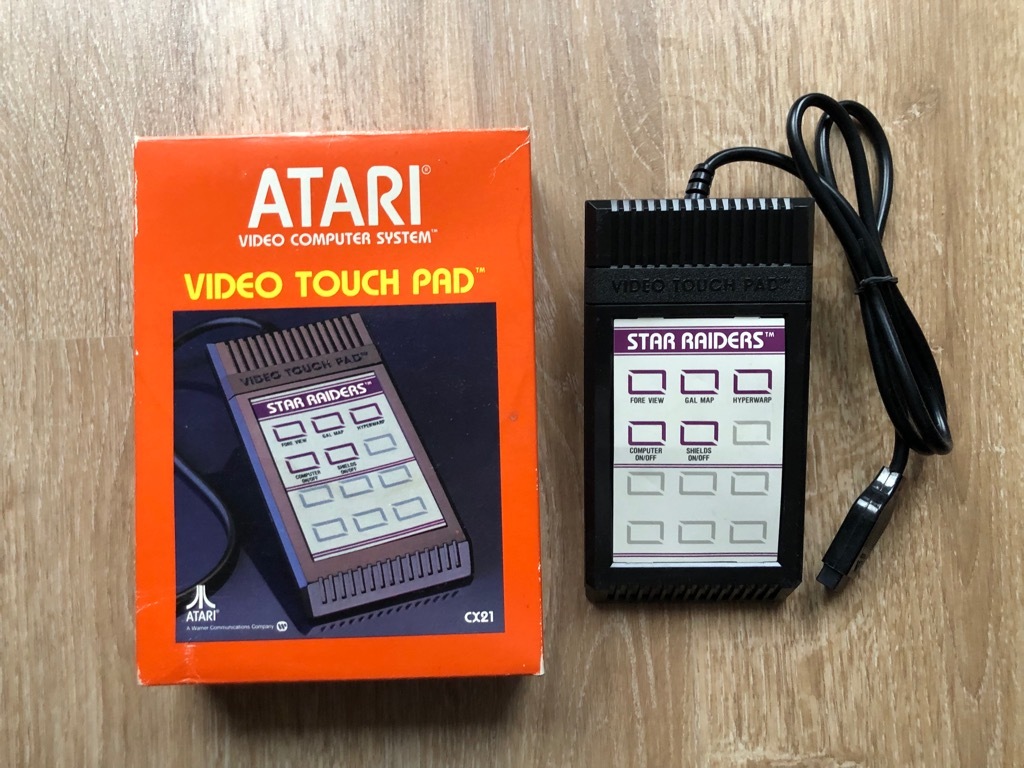 ATARI®
VIDEO COMPUTER SYSTEM™
VIDEO TOUCH PAD™
VIDEO TOUCH PAD™
STAR RAIDERS™
FORE VIEW
GAL MAP
HYPERWARP
COMPUTER
ON/OFF
SHIELDS
ON/OFF
ATARI®
A Warner Communications Company
CX21
VIDEO TOUCH PAD™
STAR RAIDERS™
FORE VIEW
GAL MAP
HYPERWARP
COMPUTER
ON/OFF
SHIELDS
ON/OFF